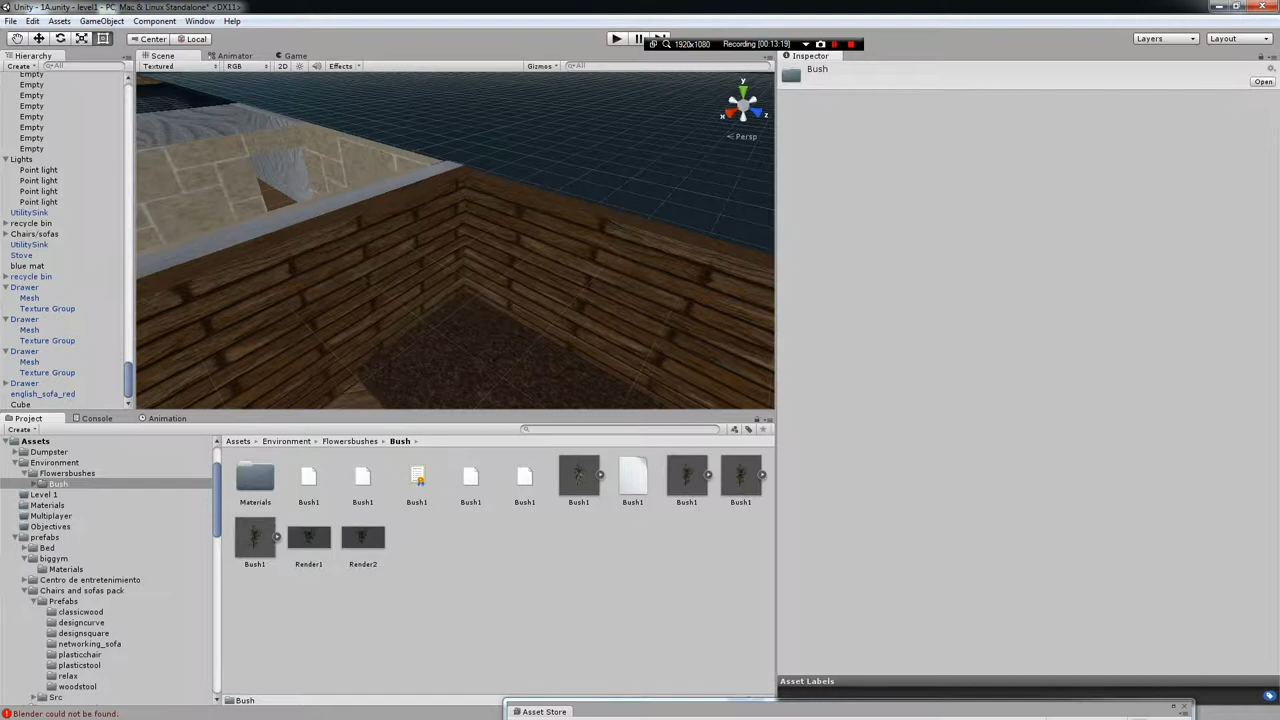 Unity - 1A.unity - level1 - PC, Mac & Linux Standalone* <DX11>
File Edit Assets GameObject Component Window Help
Center Local Layers Layout
1920x1080 Recording [00:13:19]
Hierarchy
Create All
Empty
Empty
Empty
Empty
Empty
Empty
Empty
Empty
Lights
Point light
Point light
Point light
Point light
UtilitySink
recycle bin
Chairs/sofas
UtilitySink
Stove
blue mat
recycle bin
Drawer
Mesh
Texture Group
Drawer
Mesh
Texture Group
Drawer
Mesh
Texture Group
Drawer
english_sofa_red
Cube
Scene Animator Game
Textured RGB 2D Effects Gizmos All
y
x z
Persp
Inspector
Bush
Open
Asset Labels
Project Console Animation
Create
Assets
Dumpster
Environment
Flowersbushes
Bush
Level 1
Materials
Multiplayer
Objectives
prefabs
Bed
biggym
Materials
Centro de entretenimiento
Chairs and sofas pack
Prefabs
classicwood
designcurve
designsquare
networking_sofa
plasticchair
plasticstool
relax
woodstool
Src
Assets Environment Flowersbushes Bush
Materials Bush1 Bush1 Bush1 Bush1 Bush1 Bush1 Bush1 Bush1 Bush1
Bush1 Render1 Render2
Bush
Asset Store
Blender could not be found.